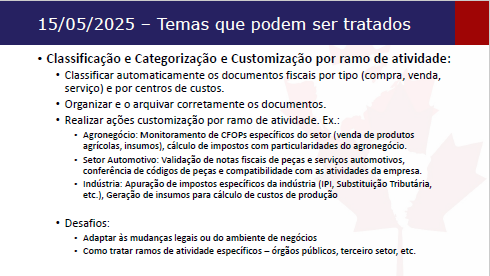 15/05/2025 – Temas que podem ser tratados
• Classificação e Categorização e Customização por ramo de atividade:
• Classificar automaticamente os documentos fiscais por tipo (compra, venda,
serviço) e por centros de custos.
• Organizar e o arquivar corretamente os documentos.
• Realizar ações customização por ramo de atividade. Ex.:
• Agronegócio: Monitoramento de CFOPs específicos do setor (venda de produtos
agrícolas, insumos), cálculo de impostos com particularidades do agronegócio.
• Setor Automotivo: Validação de notas fiscais de peças e serviços automotivos,
conferência de códigos de peças e compatibilidade com as atividades da empresa.
• Indústria: Apuração de impostos específicos da indústria (IPI, Substituição Tributária,
etc.), Geração de insumos para cálculo de custos de produção
• Desafios:
• Adaptar às mudanças legais ou do ambiente de negócios
• Como tratar ramos de atividade específicos – órgãos públicos, terceiro setor, etc.